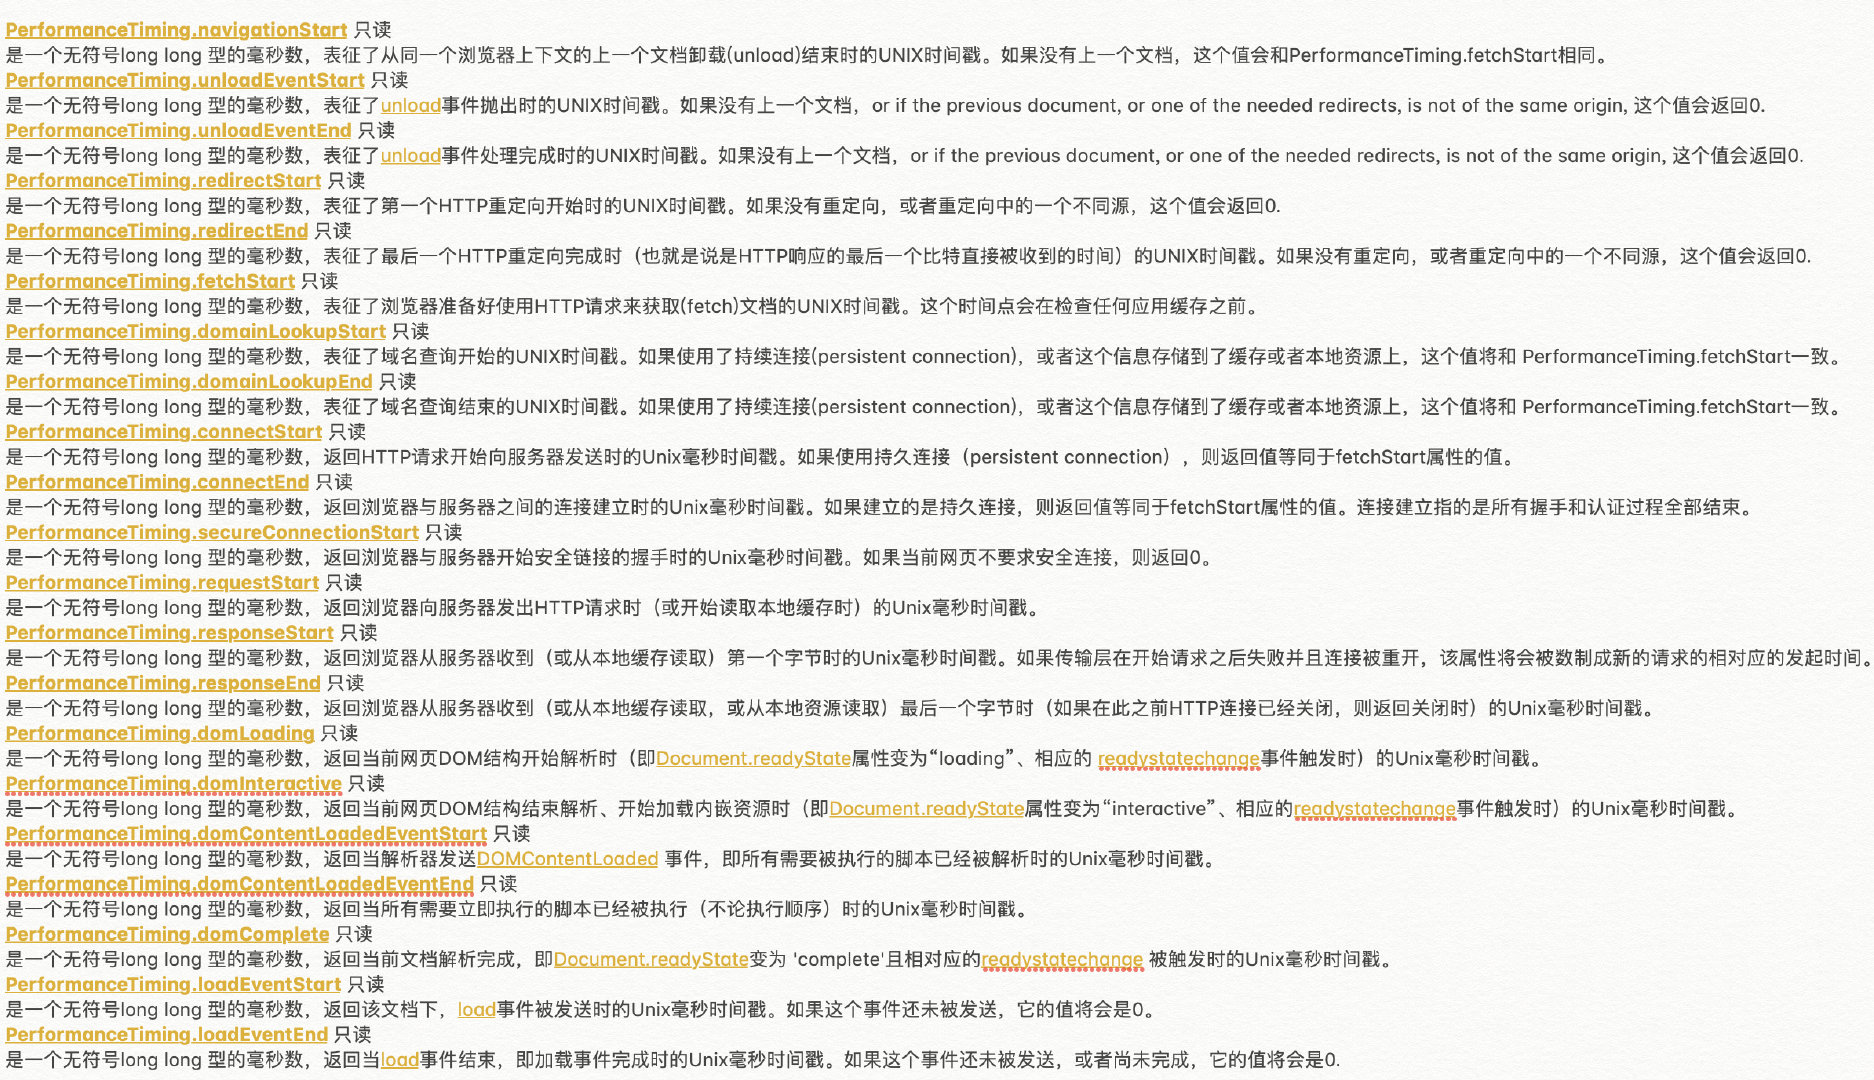 PerformanceTiming.navigationStart 只读
是一个无符号long long 型的毫秒数，表征了从同一个浏览器上下文的上一个文档卸载(unload)结束时的UNIX时间戳。如果没有上一个文档，这个值会和PerformanceTiming.fetchStart相同。
PerformanceTiming.unloadEventStart 只读
是一个无符号long long 型的毫秒数，表征了unload事件抛出时的UNIX时间戳。如果没有上一个文档，or if the previous document, or one of the needed redirects, is not of the same origin, 这个值会返回0.
PerformanceTiming.unloadEventEnd 只读
是一个无符号long long 型的毫秒数，表征了unload事件处理完成时的UNIX时间戳。如果没有上一个文档，or if the previous document, or one of the needed redirects, is not of the same origin, 这个值会返回0.
PerformanceTiming.redirectStart 只读
是一个无符号long long 型的毫秒数，表征了第一个HTTP重定向开始时的UNIX时间戳。如果没有重定向，或者重定向中的一个不同源，这个值会返回0.
PerformanceTiming.redirectEnd 只读
是一个无符号long long 型的毫秒数，表征了最后一个HTTP重定向完成时（也就是说是HTTP响应的最后一个比特直接被收到的时间）的UNIX时间戳。如果没有重定向，或者重定向中的一个不同源，这个值会返回0.
PerformanceTiming.fetchStart 只读
是一个无符号long long 型的毫秒数，表征了浏览器准备好使用HTTP请求来获取(fetch)文档的UNIX时间戳。这个时间点会在检查任何应用缓存之前。
PerformanceTiming.domainLookupStart 只读
是一个无符号long long 型的毫秒数，表征了域名查询开始的UNIX时间戳。如果使用了持续连接(persistent connection)，或者这个信息存储到了缓存或者本地资源上，这个值将和 PerformanceTiming.fetchStart一致。
PerformanceTiming.domainLookupEnd 只读
是一个无符号long long 型的毫秒数，表征了域名查询结束的UNIX时间戳。如果使用了持续连接(persistent connection)，或者这个信息存储到了缓存或者本地资源上，这个值将和 PerformanceTiming.fetchStart一致。
PerformanceTiming.connectStart 只读
是一个无符号long long 型的毫秒数，返回HTTP请求开始向服务器发送时的Unix毫秒时间戳。如果使用持久连接（persistent connection），则返回值等同于fetchStart属性的值。
PerformanceTiming.connectEnd 只读
是一个无符号long long 型的毫秒数，返回浏览器与服务器之间的连接建立时的Unix毫秒时间戳。如果建立的是持久连接，则返回值等同于fetchStart属性的值。连接建立指的是所有握手和认证过程全部结束。
PerformanceTiming.secureConnectionStart 只读
是一个无符号long long 型的毫秒数，返回浏览器与服务器开始安全链接的握手时的Unix毫秒时间戳。如果当前网页不要求安全连接，则返回0。
PerformanceTiming.requestStart 只读
是一个无符号long long 型的毫秒数，返回浏览器向服务器发出HTTP请求时（或开始读取本地缓存时）的Unix毫秒时间戳。
PerformanceTiming.responseStart 只读
是一个无符号long long 型的毫秒数，返回浏览器从服务器收到（或从本地缓存读取）第一个字节时的Unix毫秒时间戳。如果传输层在开始请求之后失败并且连接被重开，该属性将会被数制成新的请求的相对应的发起时间。
PerformanceTiming.responseEnd 只读
是一个无符号long long 型的毫秒数，返回浏览器从服务器收到（或从本地缓存读取，或从本地资源读取）最后一个字节时（如果在此之前HTTP连接已经关闭，则返回关闭时）的Unix毫秒时间戳。
PerformanceTiming.domLoading 只读
是一个无符号long long 型的毫秒数，返回当前网页DOM结构开始解析时（即Document.readyState属性变为“loading”、相应的 readystatechange事件触发时）的Unix毫秒时间戳。
PerformanceTiming.domInteractive 只读
是一个无符号long long 型的毫秒数，返回当前网页DOM结构结束解析、开始加载内嵌资源时（即Document.readyState属性变为“interactive”、相应的readystatechange事件触发时）的Unix毫秒时间戳。
PerformanceTiming.domContentLoadedEventStart 只读
是一个无符号long long 型的毫秒数，返回当解析器发送DOMContentLoaded 事件，即所有需要被执行的脚本已经被解析时的Unix毫秒时间戳。
PerformanceTiming.domContentLoadedEventEnd 只读
是一个无符号long long 型的毫秒数，返回当所有需要立即执行的脚本已经被执行（不论执行顺序）时的Unix毫秒时间戳。
PerformanceTiming.domComplete 只读
是一个无符号long long 型的毫秒数，返回当前文档解析完成，即Document.readyState变为 'complete'且相对应的readystatechange 被触发时的Unix毫秒时间戳。
PerformanceTiming.loadEventStart 只读
是一个无符号long long 型的毫秒数，返回该文档下，load事件被发送时的Unix毫秒时间戳。如果这个事件还未被发送，它的值将会是0。
PerformanceTiming.loadEventEnd 只读
是一个无符号long long 型的毫秒数，返回当load事件结束，即加载事件完成时的Unix毫秒时间戳。如果这个事件还未被发送，或者尚未完成，它的值将会是0.